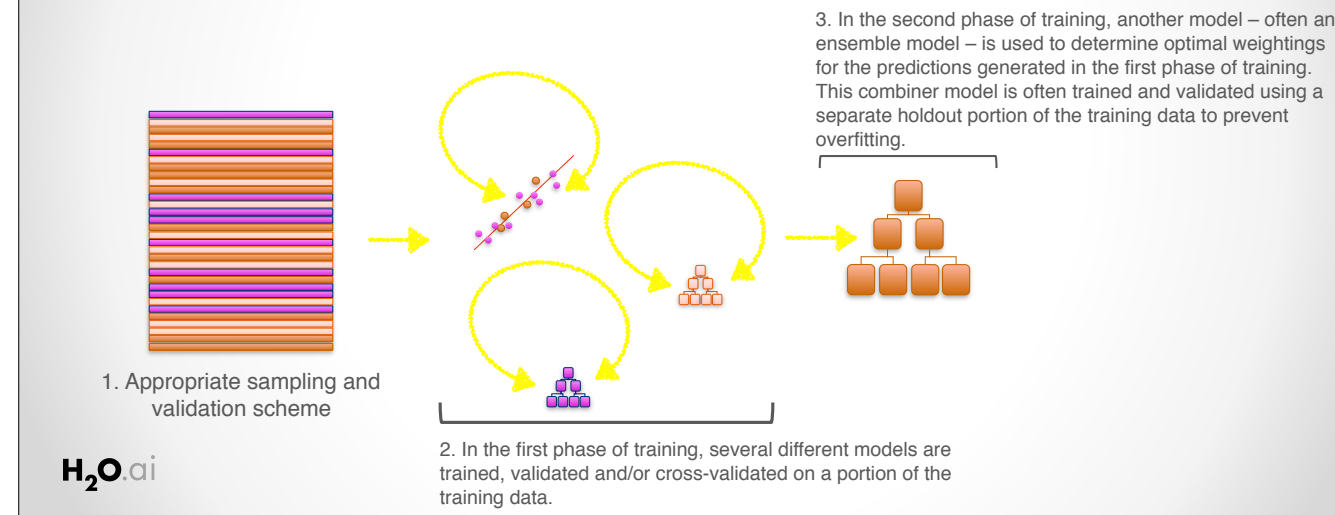 1. Appropriate sampling and
validation scheme
2. In the first phase of training, several different models are
trained, validated and/or cross-validated on a portion of the
training data.
3. In the second phase of training, another model – often an
ensemble model – is used to determine optimal weightings
for the predictions generated in the first phase of training.
This combiner model is often trained and validated using a
separate holdout portion of the training data to prevent
overfitting.
H2O.ai